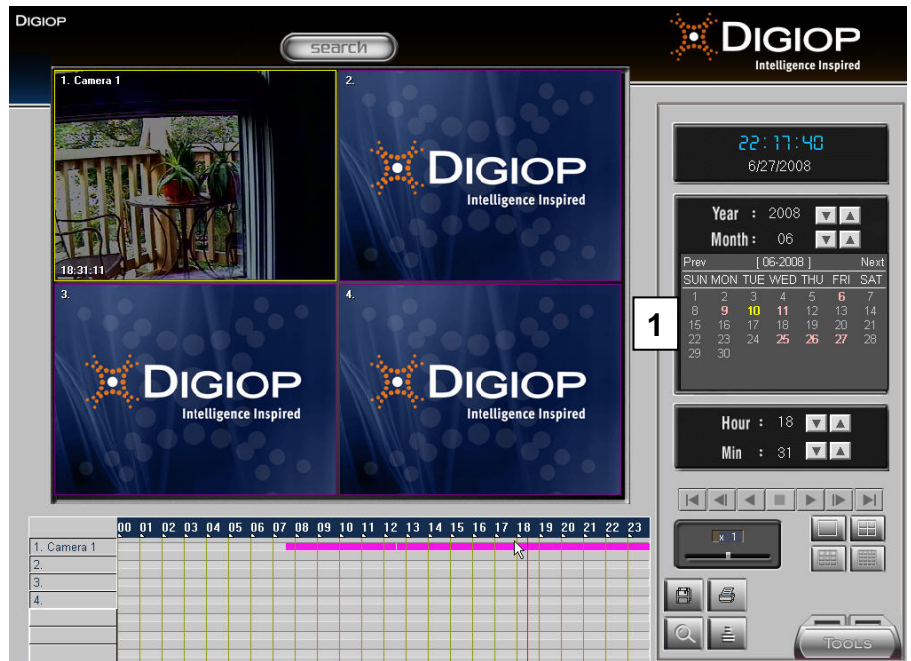 DIGIOP
search
DIGIOP
Intelligence Inspired
1. Camera 1
18:31:11
2.
DIGIOP
Intelligence Inspired
3.
DIGIOP
Intelligence Inspired
4.
DIGIOP
Intelligence Inspired
22:17:40
6/27/2008
Year : 2008
Month : 06
Prev [ 06-2008 ] Next
SUN MON TUE WED THU FRI SAT
1 2 3 4 5 6 7
8 9 10 11 12 13 14
15 16 17 18 19 20 21
22 23 24 25 26 27 28
29 30
1
Hour : 18
Min : 31
x 1
00 01 02 03 04 05 06 07 08 09 10 11 12 13 14 15 16 17 18 19 20 21 22 23
1. Camera 1
2.
3.
4.
TOOLS